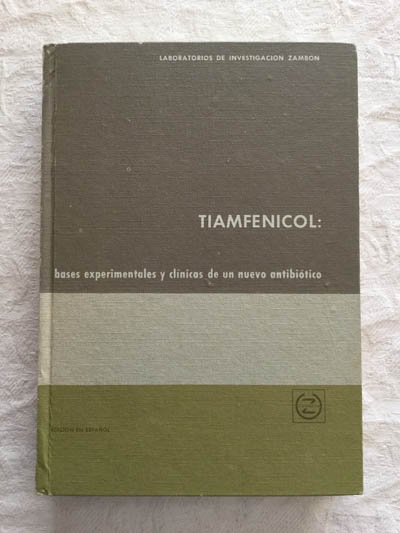 LABORATORIOS DE INVESTIGACION ZAMBON
TIAMFENICOL:
bases experimentales y clínicas de un nuevo antibiótico
Z
EDICION EN ESPAÑOL